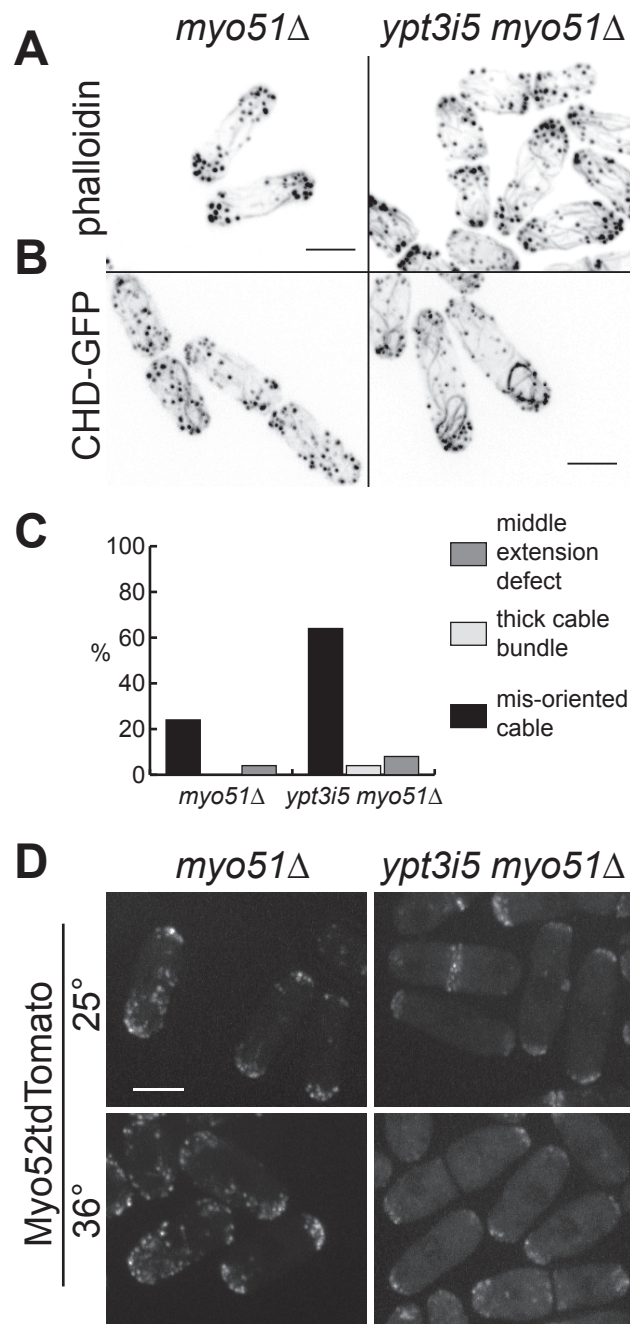 myo51Δ
ypt3i5 myo51Δ
A
phalloidin
B
CHD-GFP
C
100
80
60
40
20
0
%
myo51Δ
ypt3i5 myo51Δ
middle
extension
defect
thick cable
bundle
mis-oriented
cable
D
myo51Δ
ypt3i5 myo51Δ
Myo52tdTomato
25°
36°